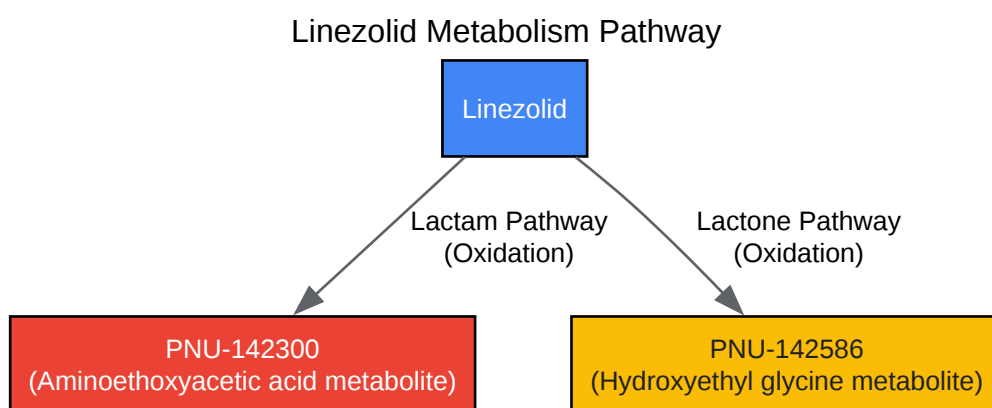 Linezolid Metabolism Pathway
Linezolid
Lactam Pathway
(Oxidation)
Lactone Pathway
(Oxidation)
PNU-142300
(Aminoethoxyacetic acid metabolite)
PNU-142586
(Hydroxyethyl glycine metabolite)